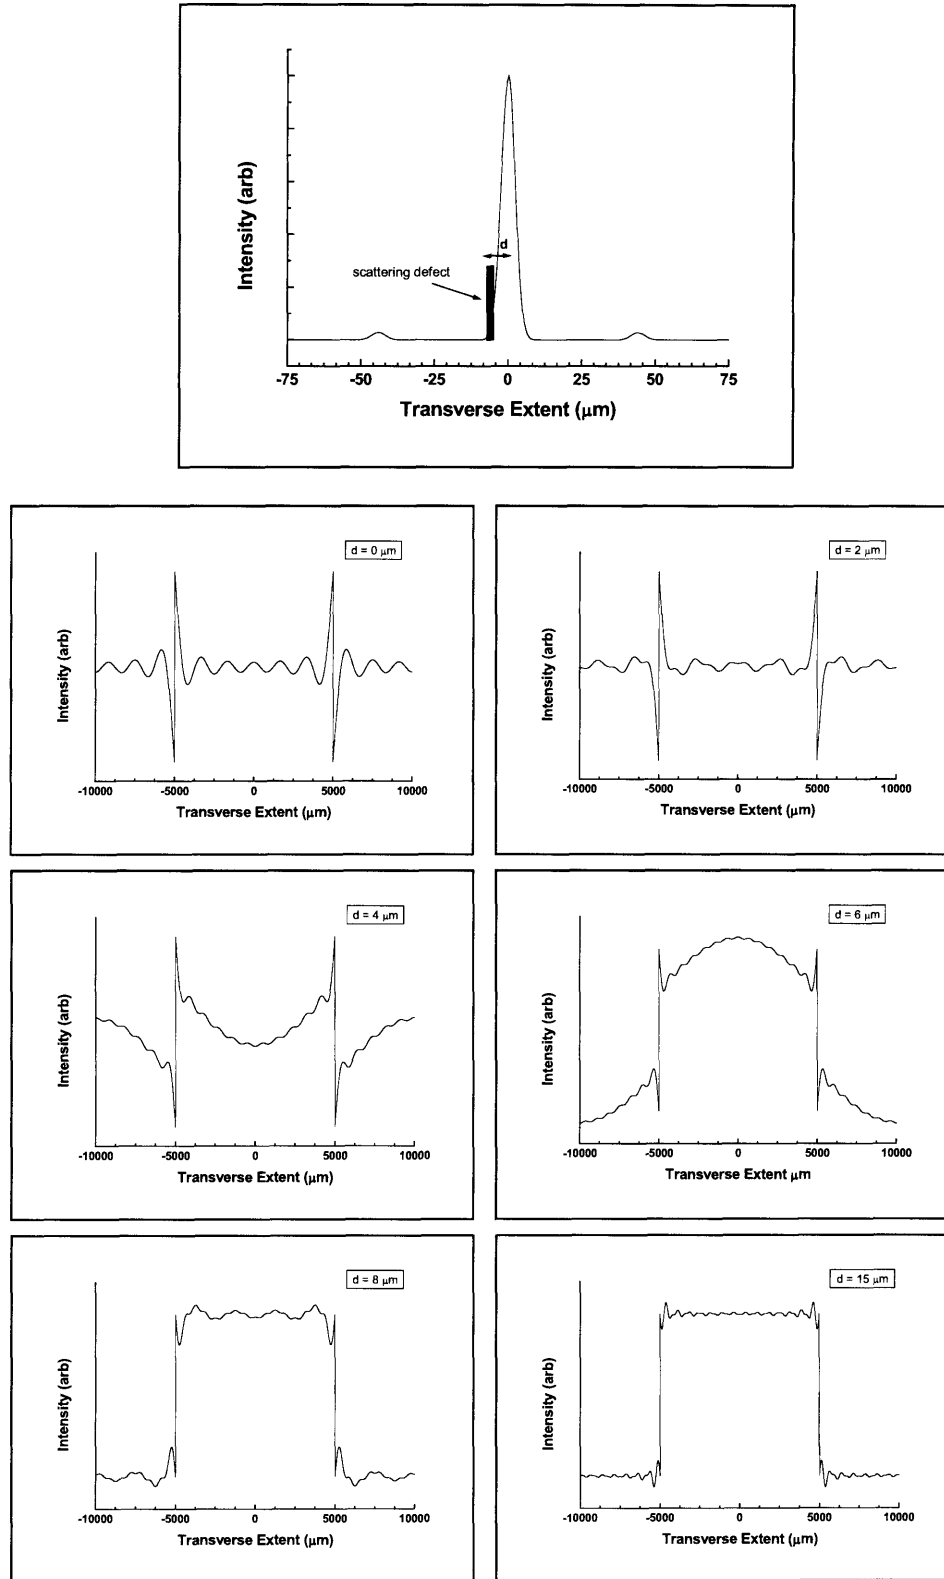 Intensity (arb)
d
scattering defect
-75 -50 -25 0 25 50 75
Transverse Extent (μm)
d = 0 μm
Intensity (arb)
-10000 -5000 0 5000 10000
Transverse Extent (μm)
d = 2 μm
Intensity (arb)
-10000 -5000 0 5000 10000
Transverse Extent (μm)
d = 4 μm
Intensity (arb)
-10000 -5000 0 5000 10000
Transverse Extent (μm)
d = 6 μm
Intensity (arb)
-10000 -5000 0 5000 10000
Transverse Extent μm
d = 8 μm
Intensity (arb)
-10000 -5000 0 5000 10000
Transverse Extent (μm)
d = 15 μm
Intensity (arb)
-10000 -5000 0 5000 10000
Transverse Extent (μm)